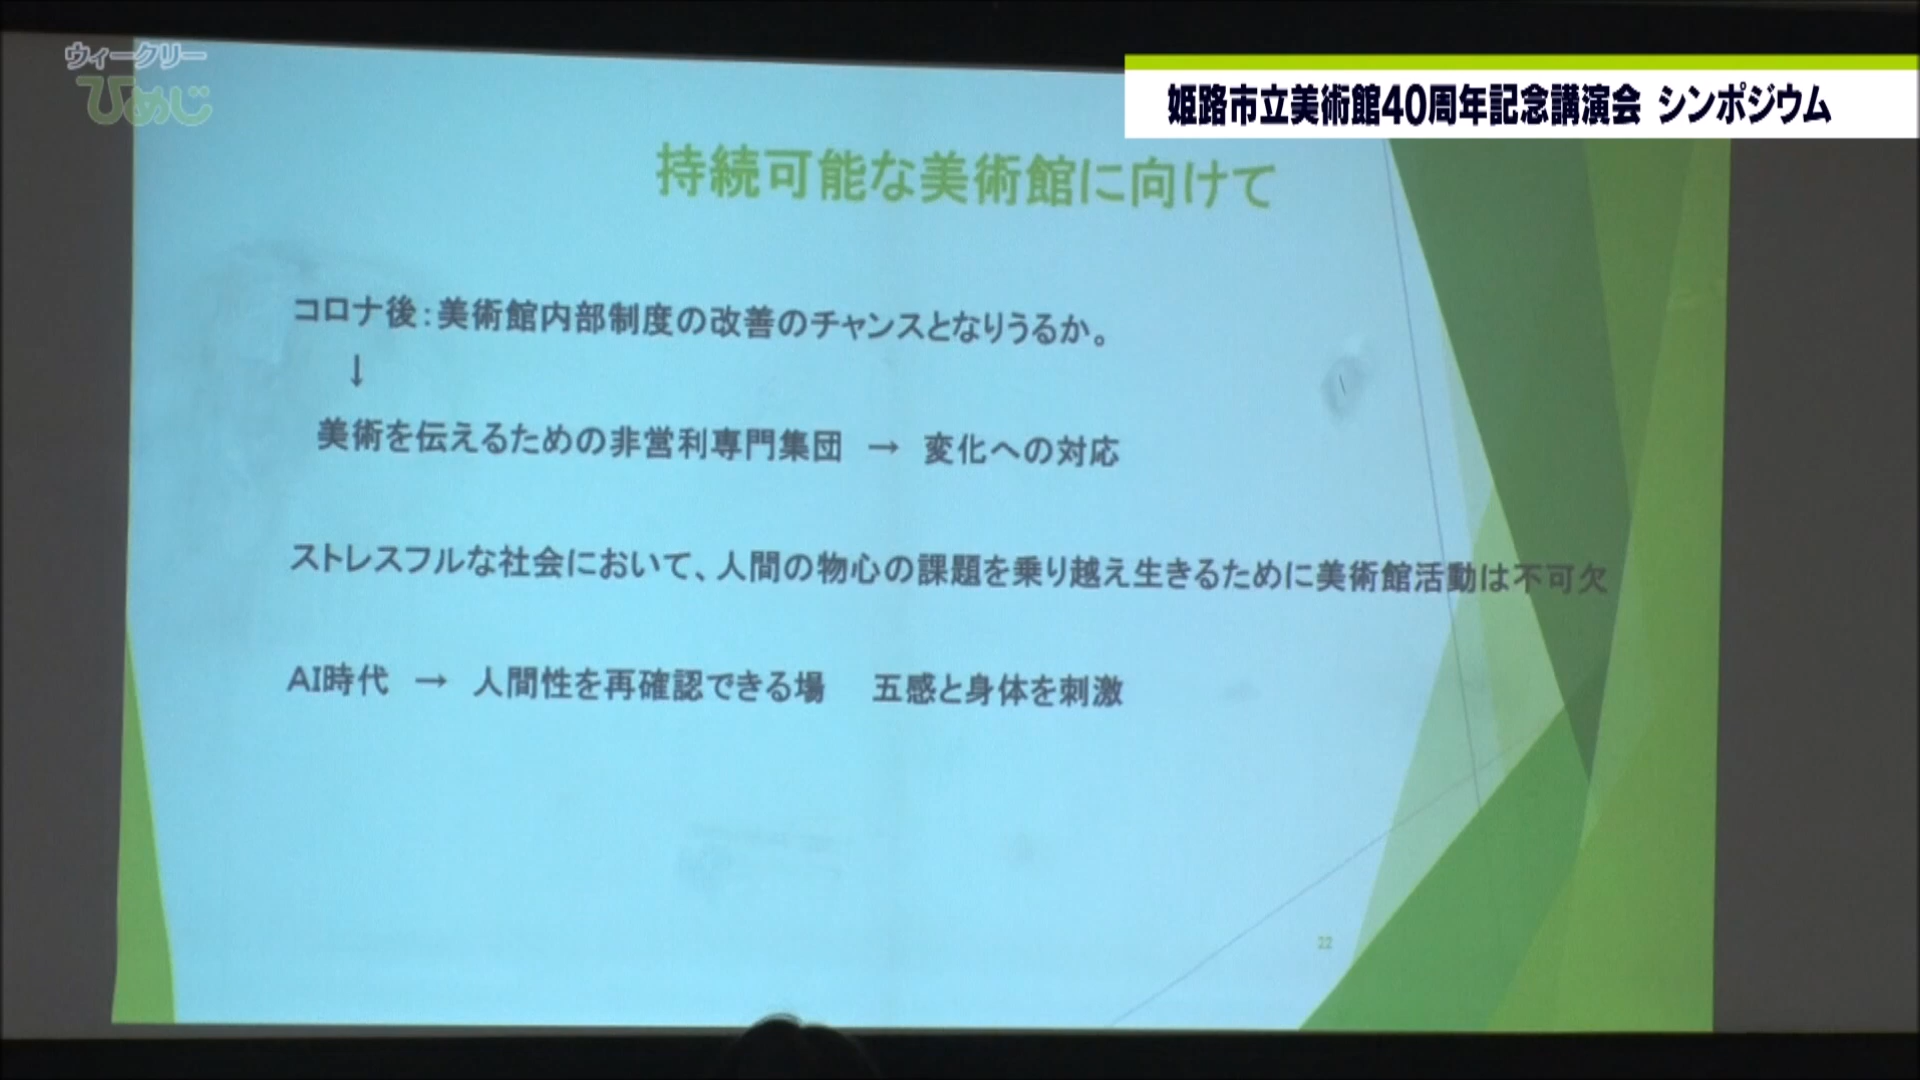 ウィークリー
ひめじ
姫路市立美術館40周年記念講演会 シンポジウム
持続可能な美術館に向けて
コロナ後：美術館内部制度の改善のチャンスとなりうるか。
↓
美術を伝えるための非営利専門集団 → 変化への対応
ストレスフルな社会において、人間の物心の課題を乗り越え生きるために美術館活動は不可欠
AI時代 → 人間性を再確認できる場 五感と身体を刺激
22